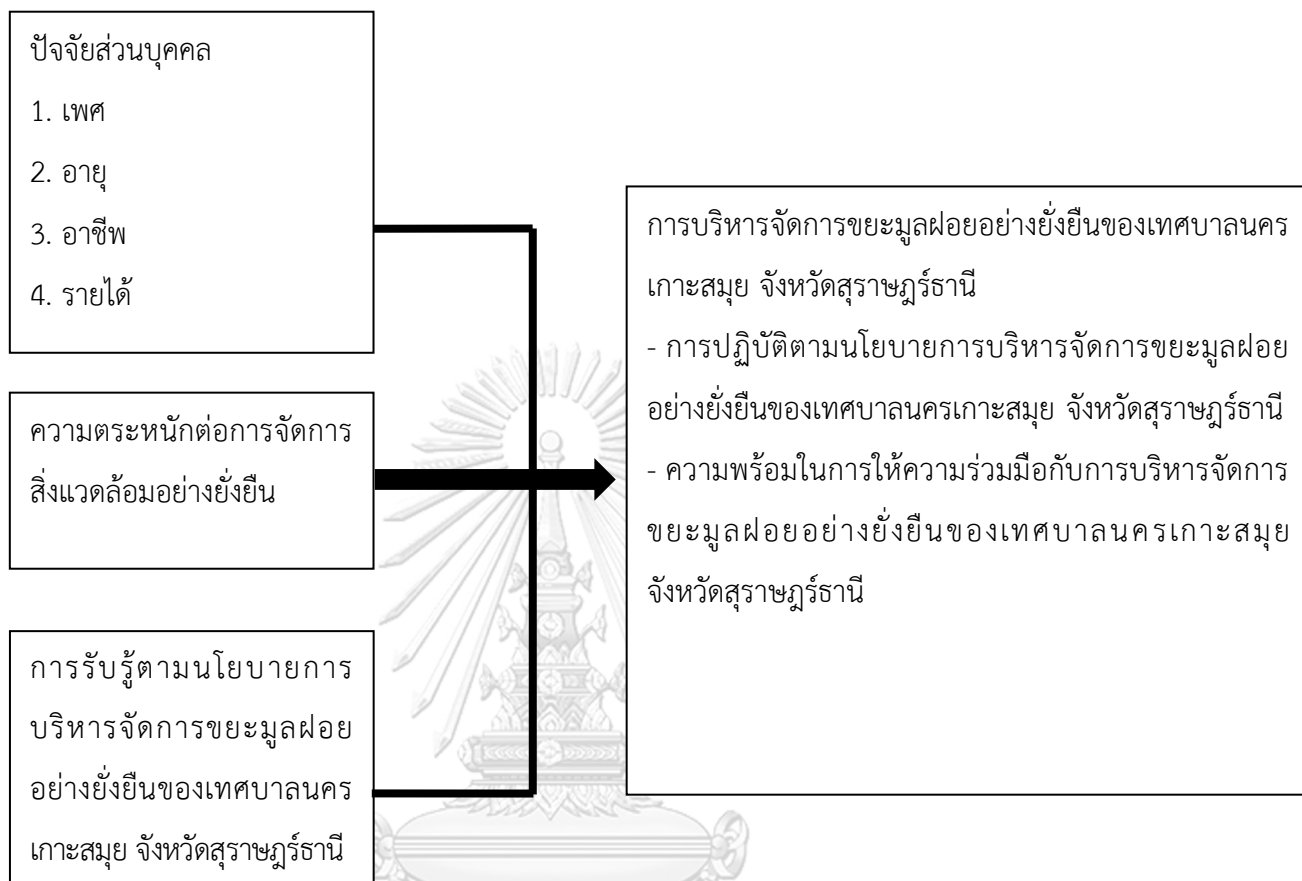 ปัจจัยส่วนบุคคล
1. เพศ
2. อายุ
3. อาชีพ
4. รายได้
ความตระหนักต่อการจัดการ
สิ่งแวดล้อมอย่างยั่งยืน
การรับรู้ตามนโยบายการ
บริหารจัดการขยะมูลฝอย
อย่างยั่งยืนของเทศบาลนคร
เกาะสมุย จังหวัดสุราษฎร์ธานี
การบริหารจัดการขยะมูลฝอยอย่างยั่งยืนของเทศบาลนคร
เกาะสมุย จังหวัดสุราษฎร์ธานี
- การปฏิบัติตามนโยบายการบริหารจัดการขยะมูลฝอย
อย่างยั่งยืนของเทศบาลนครเกาะสมุย จังหวัดสุราษฎร์ธานี
- ความพร้อมในการให้ความร่วมมือกับการบริหารจัดการ
ขยะมูลฝอยอย่างยั่งยืนของเทศบาลนครเกาะสมุย
จังหวัดสุราษฎร์ธานี